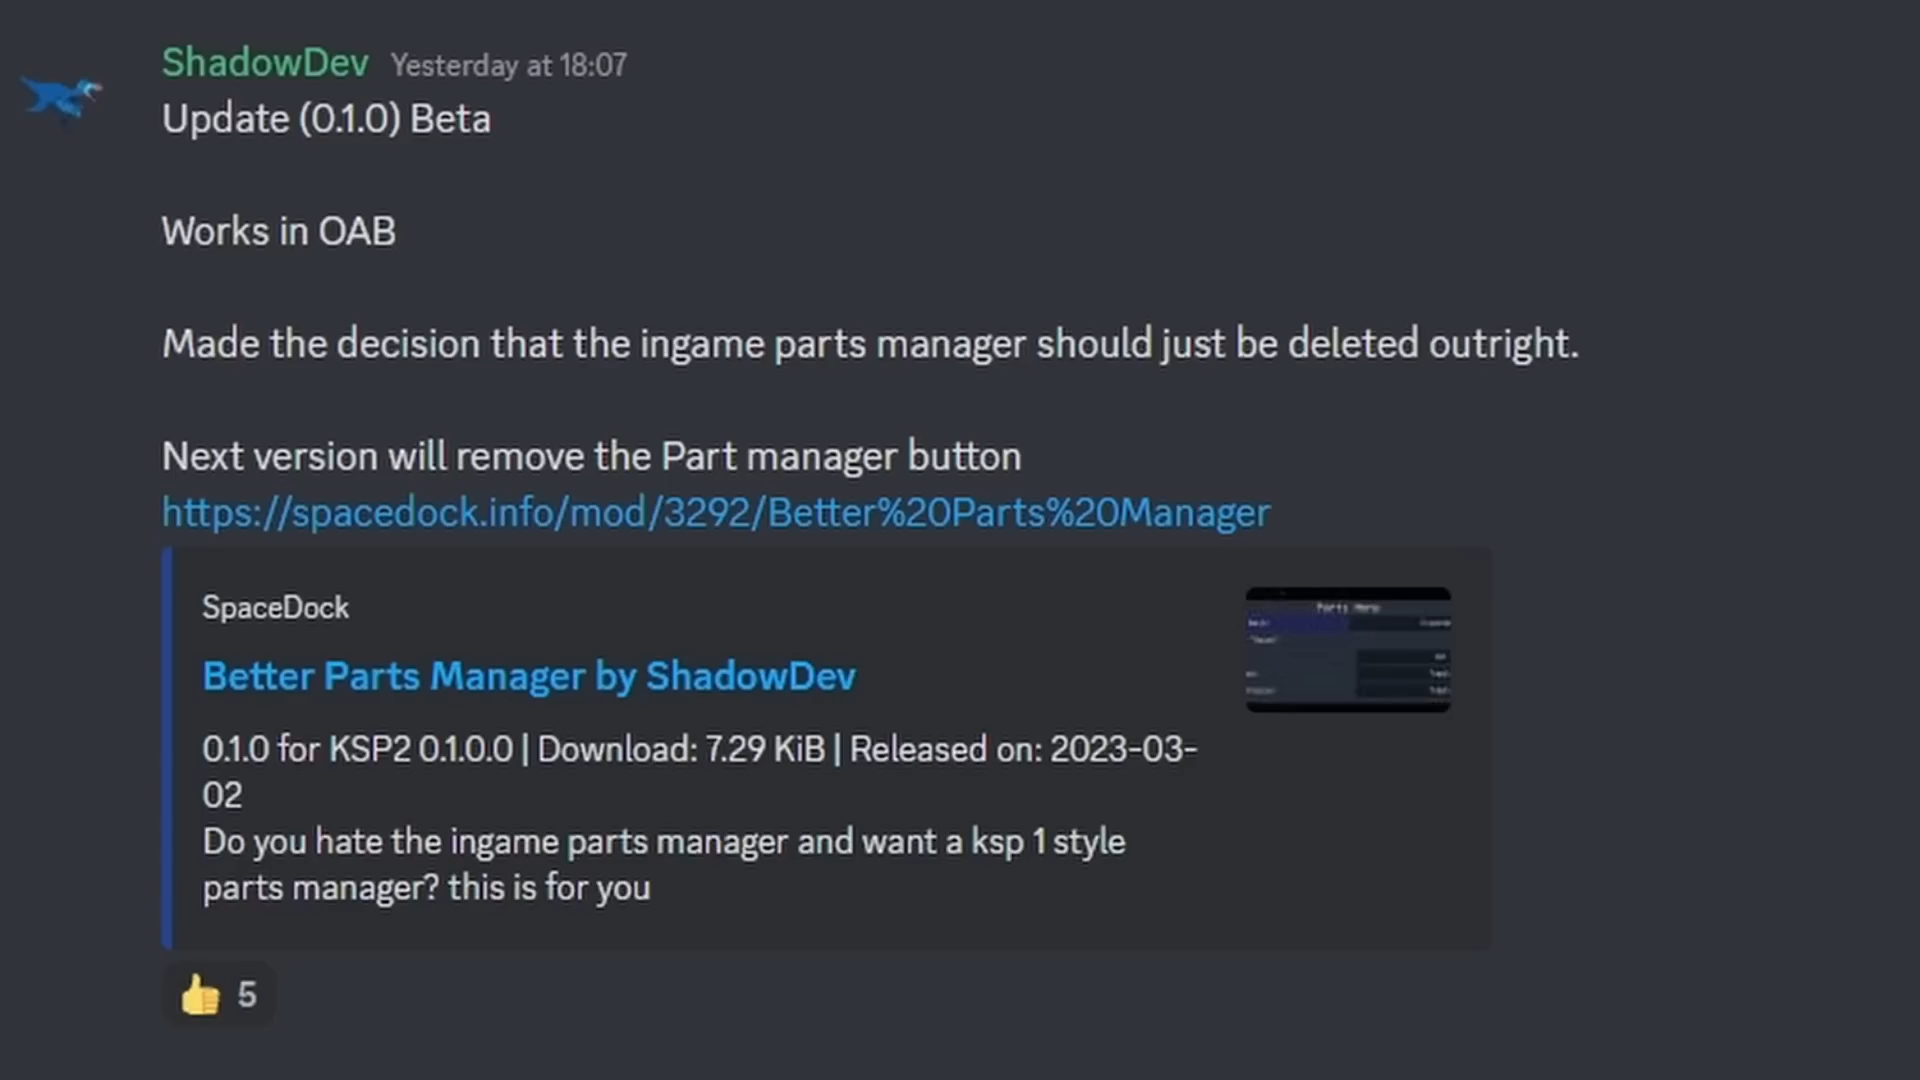 ShadowDev Yesterday at 18:07
Update (0.1.0) Beta
Works in OAB
Made the decision that the ingame parts manager should just be deleted outright.
Next version will remove the Part manager button
https://spacedock.info/mod/3292/Better%20Parts%20Manager
SpaceDock
Parts Menu
Better Parts Manager by ShadowDev
0.1.0 for KSP2 0.1.0.0 | Download: 7.29 KiB | Released on: 2023-03-
02
Do you hate the ingame parts manager and want a ksp 1 style
parts manager? this is for you
👍 5